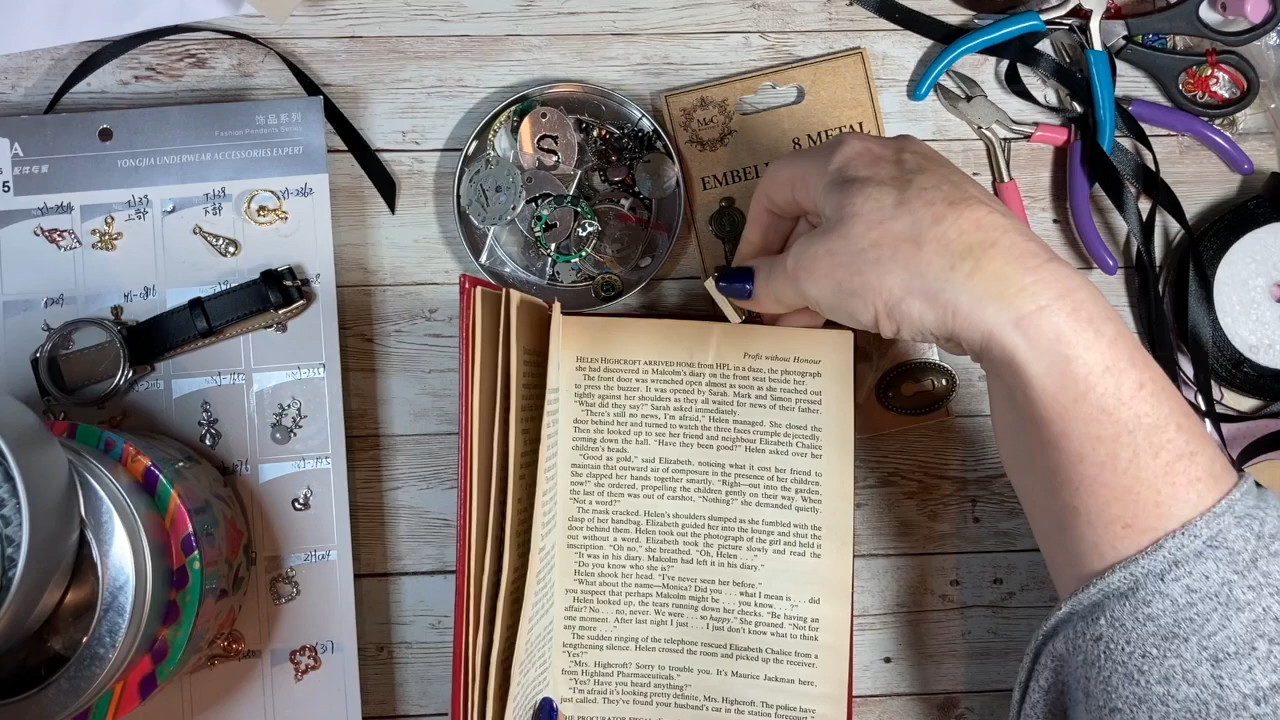 饰品系列
Fashion Pendants Series
A
YONGJIA UNDERWEAR ACCESSORIES EXPERT
5
S
M&C
8 METAL
Profit without Honour
HELEN HIGHCROFT ARRIVED HOME from HPL in a daze, the photograph
she had discovered in Malcolm's diary on the front seat beside her.
The front door was wrenched open almost as soon as she reached out
to press the buzzer. It was opened by Sarah. Mark and Simon pressed
tightly against her shoulders as they all waited for news of their father.
"What did they say?" Sarah asked immediately.
"There's still no news, I'm afraid," Helen managed. She closed the
door behind her and turned to watch the three faces crumple dejectedly.
Then she looked up to see her friend and neighbour Elizabeth Chalice
coming down the hall. "Have they been good?" Helen asked over her
children's heads.
"Good as gold," said Elizabeth, noticing what it cost her friend to
maintain that outward air of composure in the presence of her children.
She clapped her hands together smartly. "Right—out into the garden,
now!" she ordered, propelling the children gently on their way. When
the last of them was out of earshot, "Nothing?" she demanded quietly.
"Not a word?"
The mask cracked. Helen's shoulders slumped as she fumbled with the
clasp of her handbag. Elizabeth guided her into the lounge and shut the
door behind them. Helen took out the photograph of the girl and held it
out without a word. Elizabeth took the picture slowly and read the
inscription. "Oh no," she breathed. "Oh, Helen . . ."
"It was in his diary. Malcolm had left it in his diary."
"Do you know who she is?"
Helen shook her head. "I've never seen her before."
"What about the name—Monica? Did you . . . what I mean is . . . did
you suspect that perhaps Malcolm might be . . . you know. . . ?"
Helen looked up, the tears running down her cheeks. "Be having an
affair? No . . . no, never. We were . . . so happy." She groaned. "Not for
one moment. After last night I just . . . I just don't know what to think
any more . . ."
The sudden ringing of the telephone rescued Elizabeth Chalice from a
lengthening silence. Helen crossed the room and picked up the receiver.
"Yes?"
"Mrs. Highcroft? Sorry to trouble you. It's Maurice Jackman here,
from Highland Pharmaceuticals."
"Yes? Have you heard anything?"
"I'm afraid it's looking pretty definite, Mrs. Highcroft. The police have
just called. They've found your husband's car in the station forecourt."